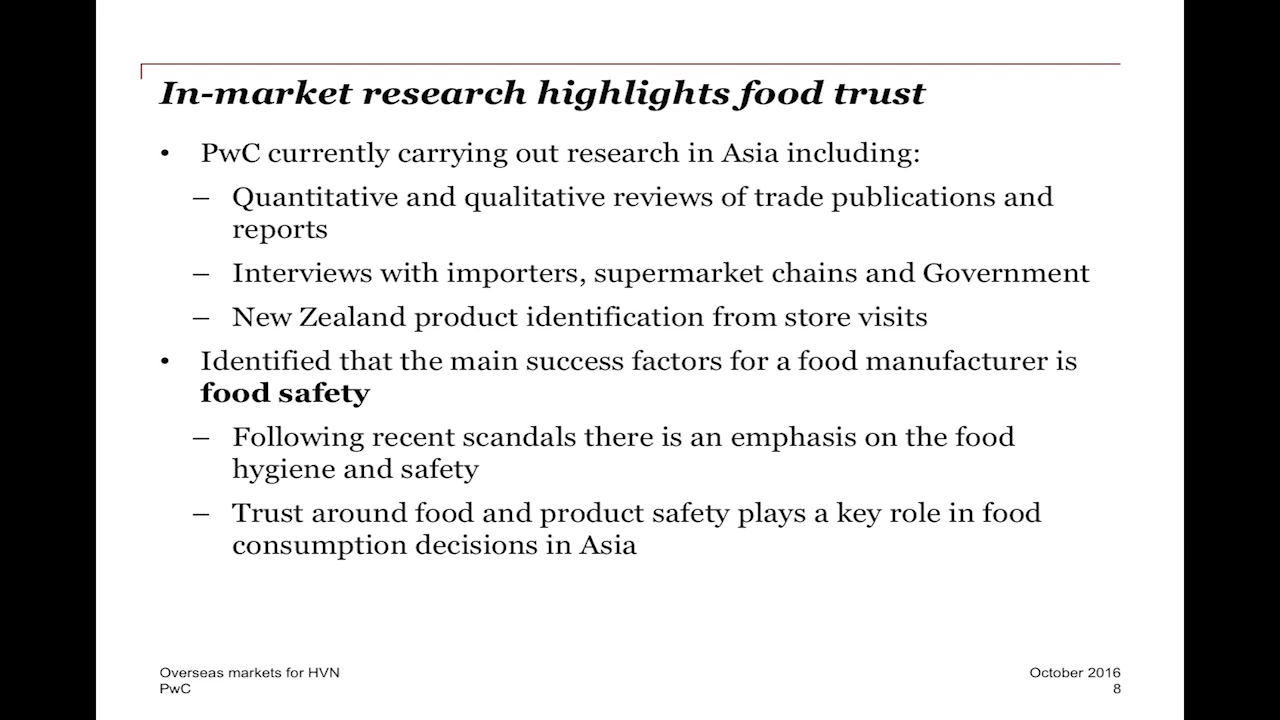 In-market research highlights food trust
• PwC currently carrying out research in Asia including:
– Quantitative and qualitative reviews of trade publications and
reports
– Interviews with importers, supermarket chains and Government
– New Zealand product identification from store visits
• Identified that the main success factors for a food manufacturer is
food safety
– Following recent scandals there is an emphasis on the food
hygiene and safety
– Trust around food and product safety plays a key role in food
consumption decisions in Asia
Overseas markets for HVN
PwC
October 2016
8